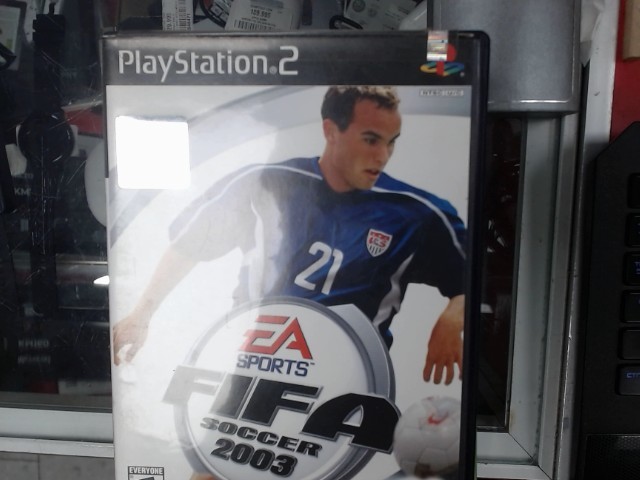 PlayStation®2
21
EA
SPORTS™
FIFA
SOCCER
2003
EVERYONE